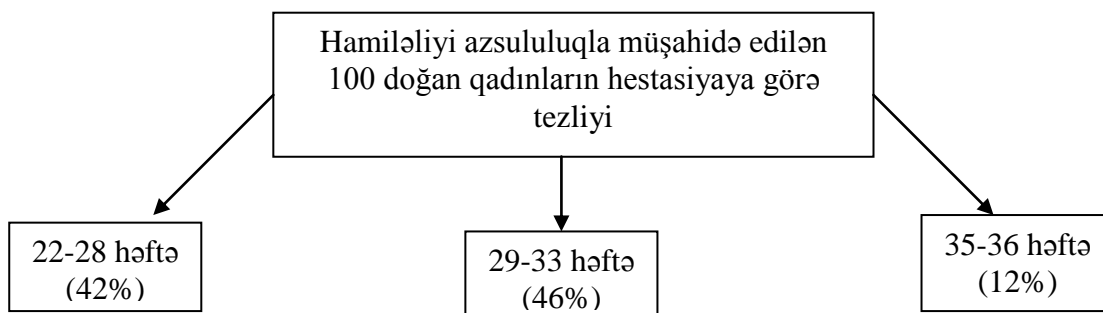 Hamiləliyi azsululuqla müşahidə edilən
100 doğan qadınların hestasiyaya görə
tezliyi
22-28 həftə
(42%)
29-33 həftə
(46%)
35-36 həftə
(12%)